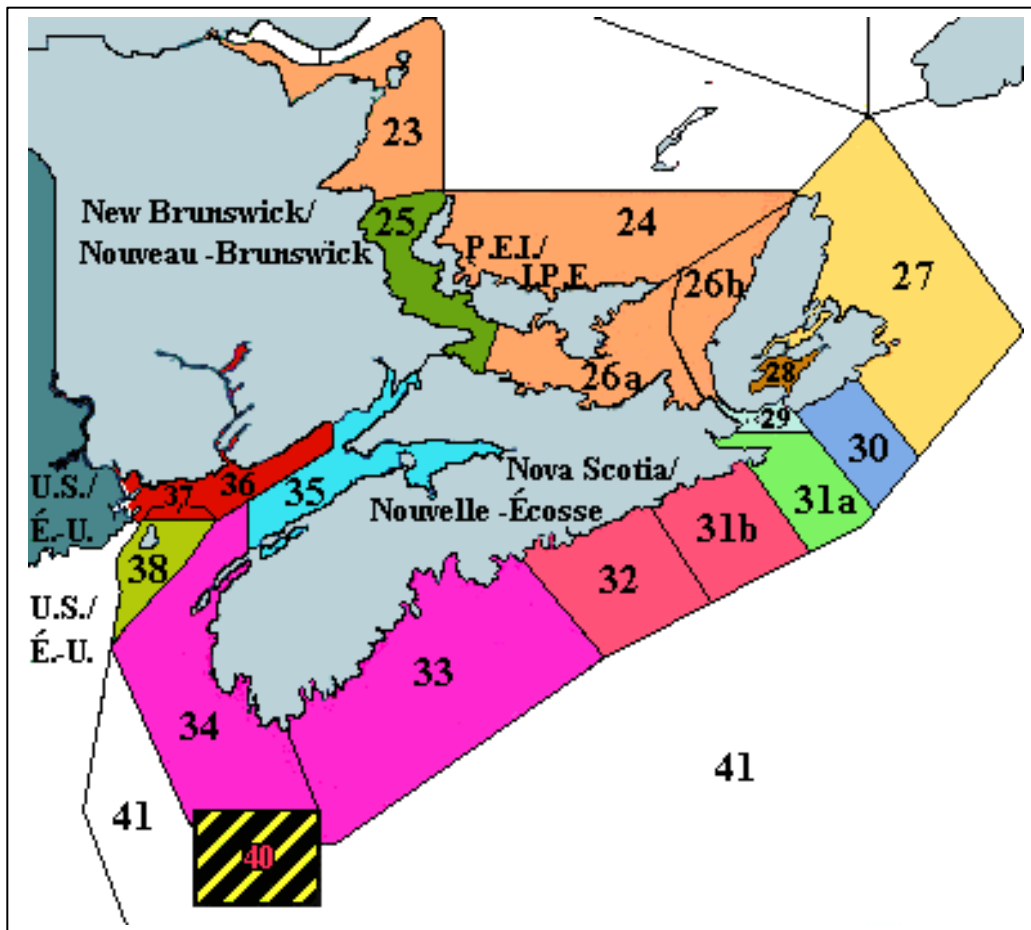 23
New Brunswick/
Nouveau -Brunswick
25
24
P.E.I./
I.P.E
26b
27
26a
28
29
30
U.S./
É.-U.
37
36
35
Nova Scotia/
Nouvelle -Écosse
31a
31b
38
32
U.S./
É.-U.
33
34
41
41
40